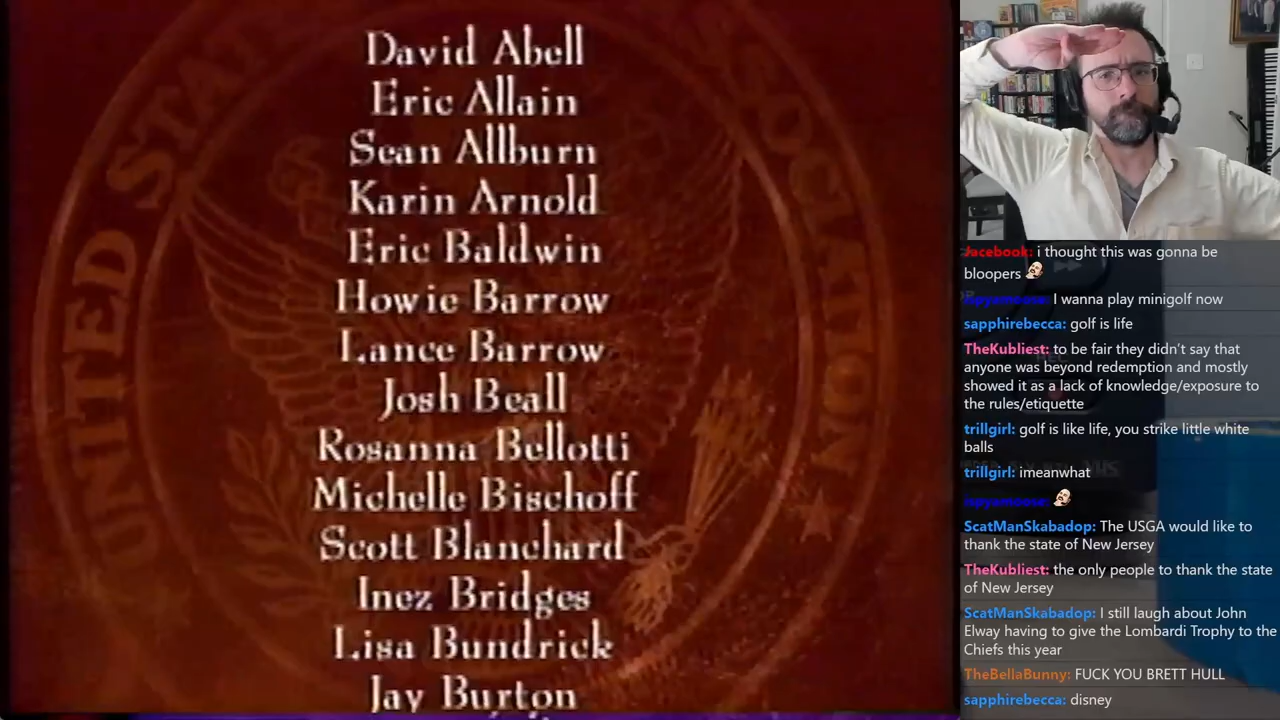 UNITED STAT
SOCIATION
David Abell
Eric Allain
Sean Allburn
Karin Arnold
Eric Baldwin
Howie Barrow
Lance Barrow
Josh Beall
Rosanna Bellotti
Michelle Bischoff
Scott Blanchard
Inez Bridges
Lisa Bundrick
Jay Burton
Jacebook: i thought this was gonna be
bloopers
I wanna play minigolf now
sapphirebecca: golf is life
TheKubliest: to be fair they didn't say that
anyone was beyond redemption and mostly
showed it as a lack of knowledge/exposure to
the rules/etiquette
trillgirl: golf is like life, you strike little white
balls
trillgirl: imeanwhat
ScatManSkabadop: The USGA would like to
thank the state of New Jersey
TheKubliest: the only people to thank the state
of New Jersey
ScatManSkabadop: I still laugh about John
Elway having to give the Lombardi Trophy to the
Chiefs this year
TheBellaBunny: FUCK YOU BRETT HULL
sapphirebecca: disney